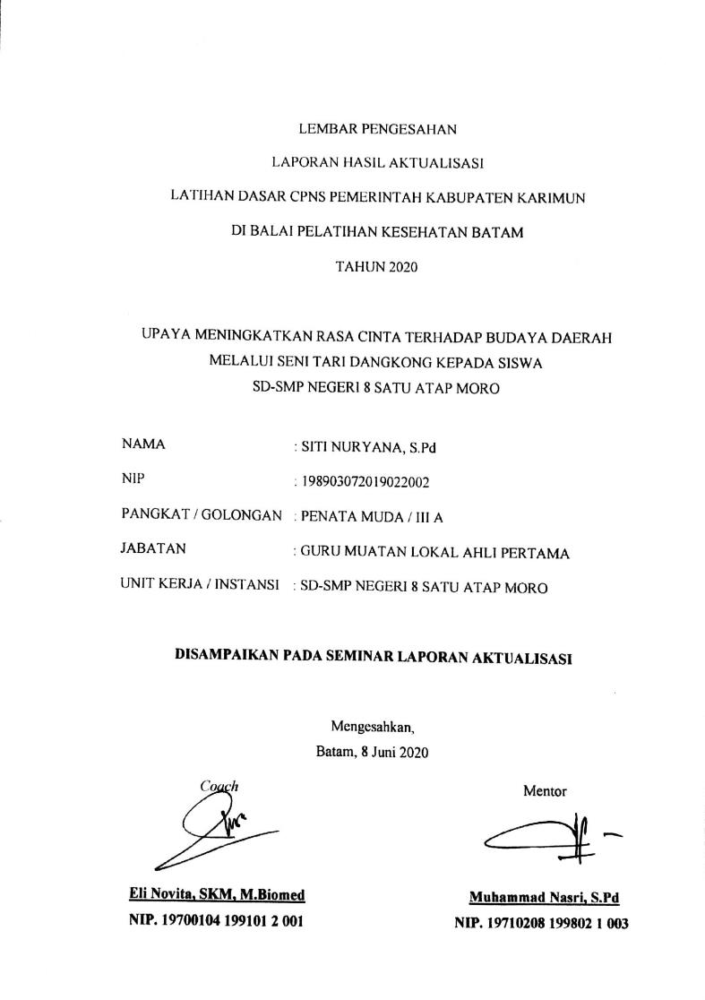 LEMBAR PENGESAHAN
LAPORAN HASIL AKTUALISASI
LATIHAN DASAR CPNS PEMERINTAH KABUPATEN KARIMUN
DI BALAI PELATIHAN KESEHATAN BATAM
TAHUN 2020
UPAYA MENINGKATKAN RASA CINTA TERHADAP BUDAYA DAERAH
MELALUI SENI TARI DANGKONG KEPADA SISWA
SD-SMP NEGERI 8 SATU ATAP MORO
NAMA : SITI NURYANA, S.Pd
NIP : 198903072019022002
PANGKAT / GOLONGAN : PENATA MUDA / III A
JABATAN : GURU MUATAN LOKAL AHLI PERTAMA
UNIT KERJA / INSTANSI : SD-SMP NEGERI 8 SATU ATAP MORO
DISAMPAIKAN PADA SEMINAR LAPORAN AKTUALISASI
Mengesahkan,
Batam, 8 Juni 2020
Coach
Mentor
Eli Novita, SKM, M.Biomed
Muhammad Nasri, S.Pd
NIP. 19700104 199101 2 001
NIP. 19710208 199802 1 003